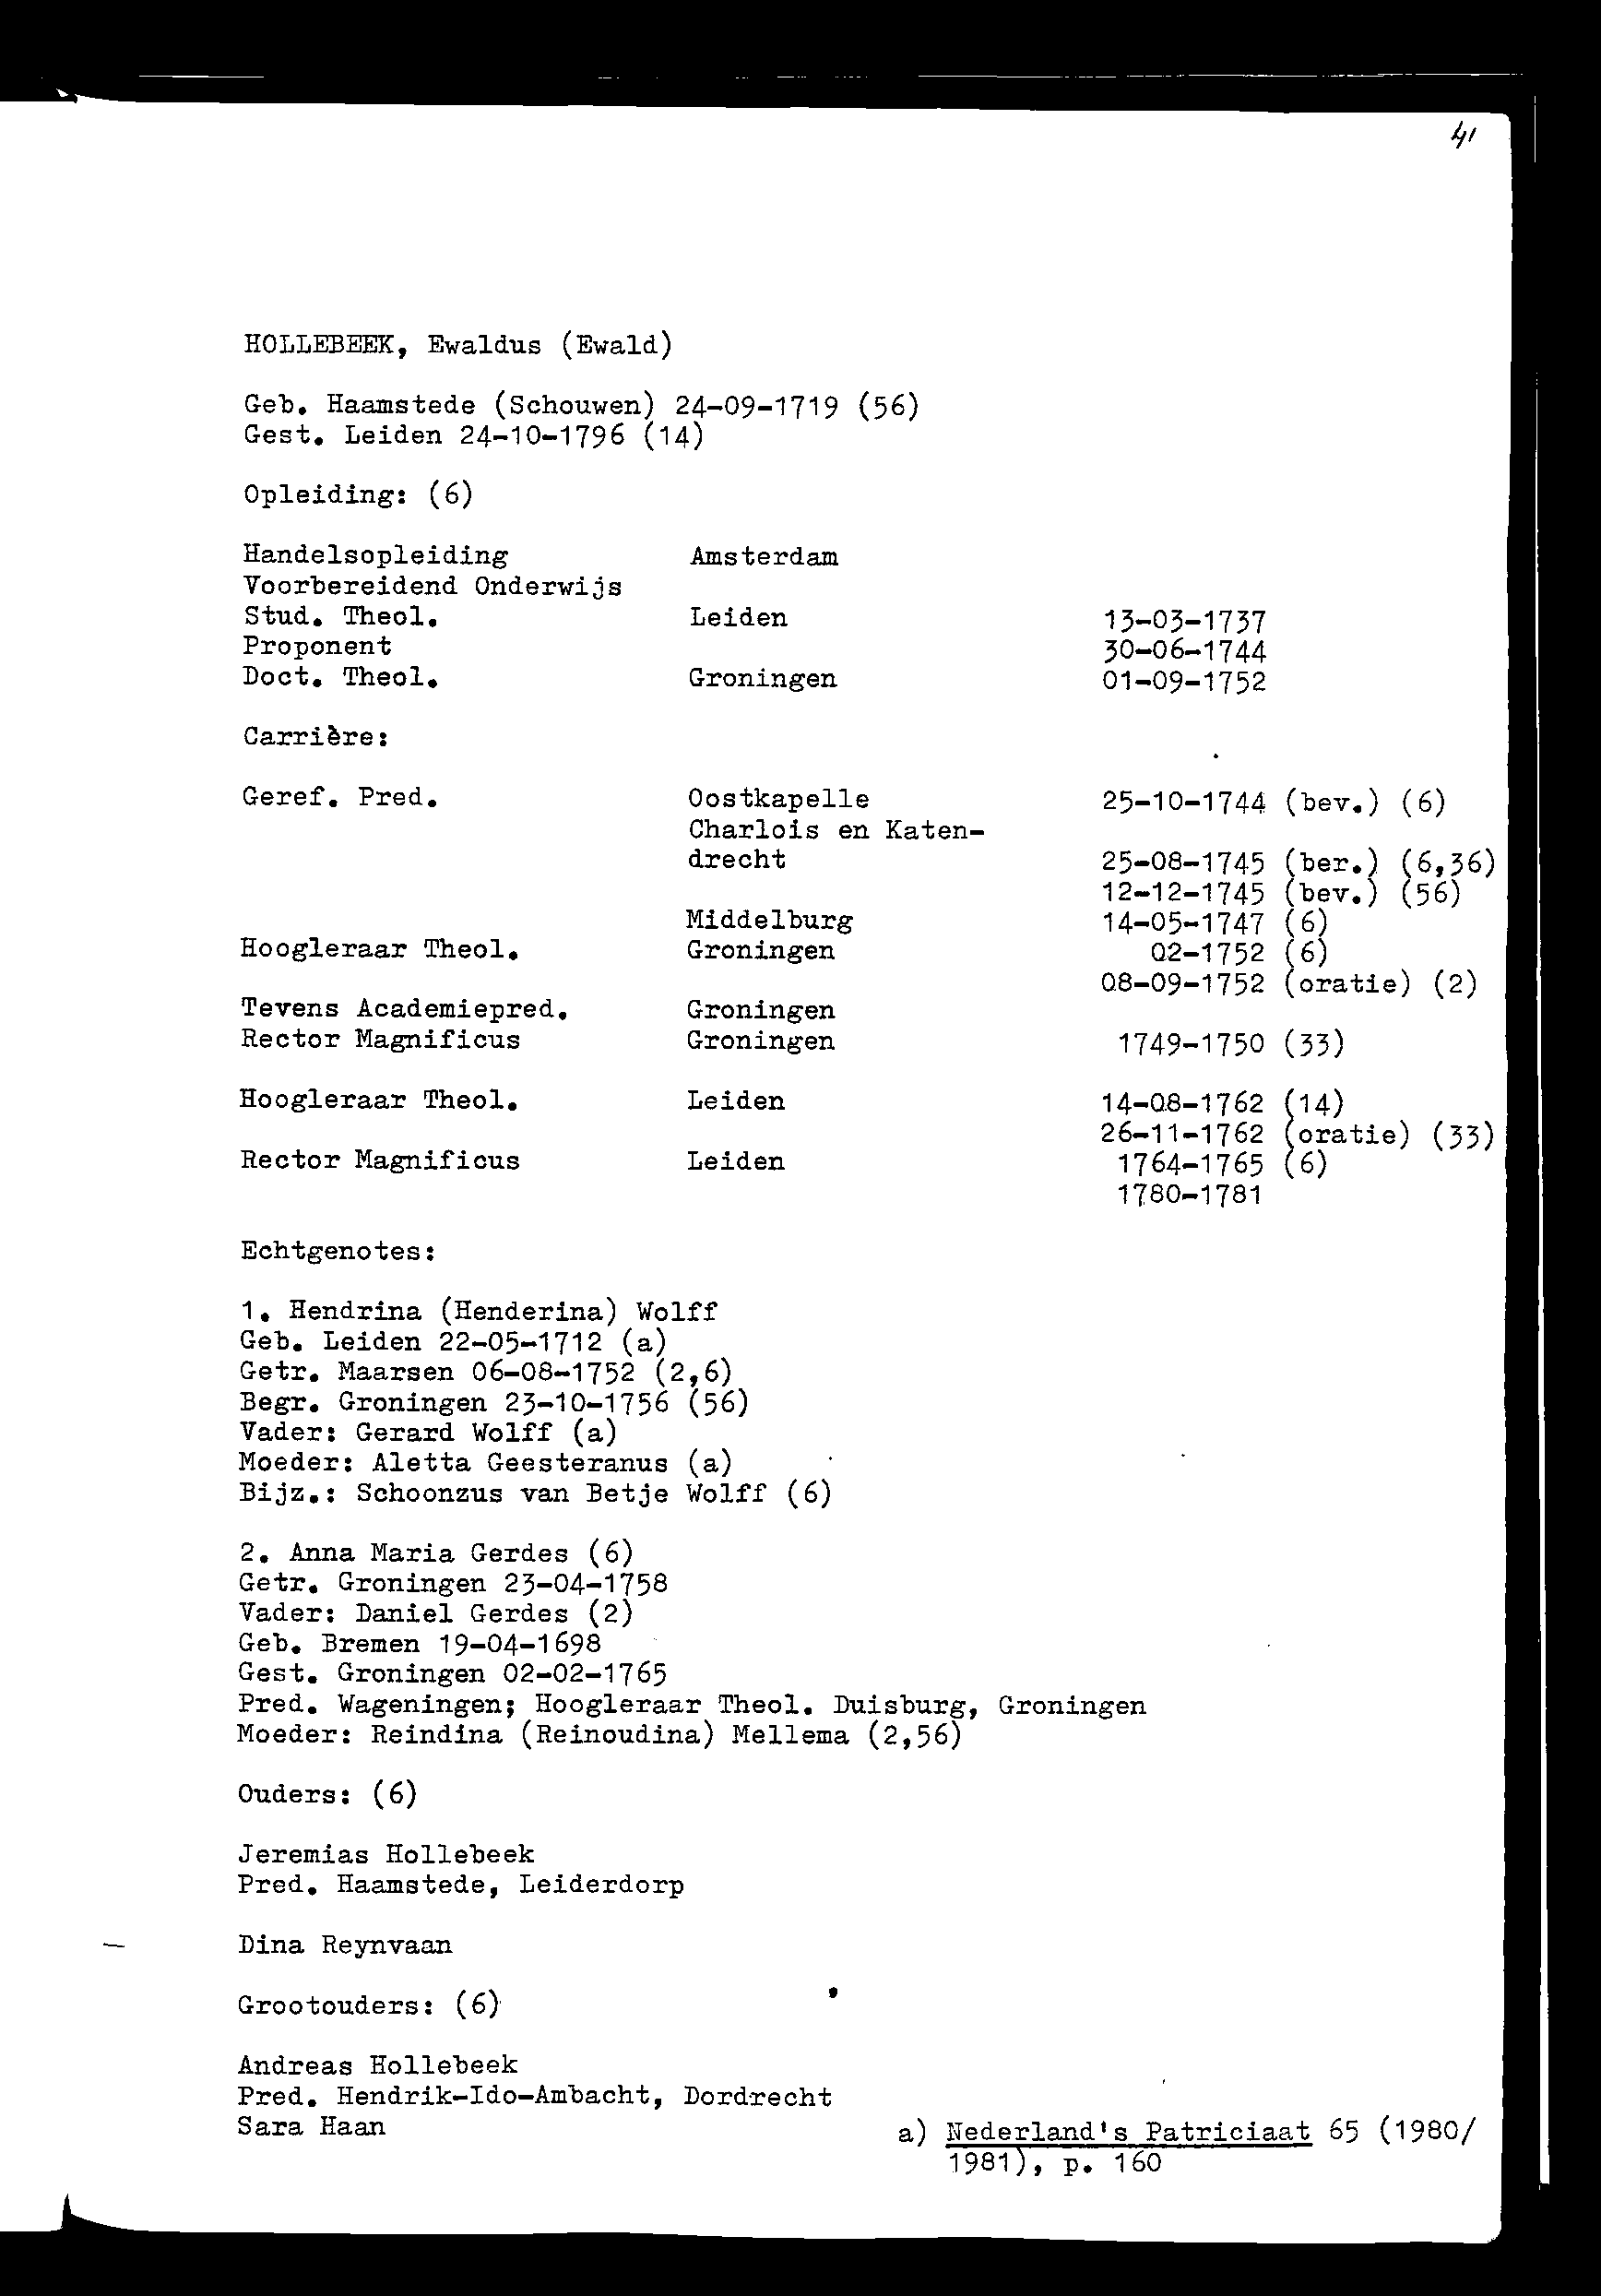 41
HOLLEBEEK, Ewaldus (Ewald)
Geb. Haamstede (Schouwen) 24-09-1719 (56)
Gest. Leiden 24-10-1796 (14)
Opleiding: (6)
Handelsopleiding Amsterdam
Voorbereidend Onderwijs
Stud. Theol. Leiden 13-03-1737
Proponent 30-06-1744
Doct. Theol. Groningen 01-09-1752
Carrière:
Geref. Pred. Oostkapelle 25-10-1744 (bev.) (6)
Charlois en Katen-
drecht 25-08-1745 (ber.) (6,36)
12-12-1745 (bev.) (56)
Middelburg 14-05-1747 (6)
Hoogleraar Theol. Groningen 02-1752 (6)
08-09-1752 (oratie) (2)
Tevens Academiepred. Groningen
Rector Magnificus Groningen 1749-1750 (33)
Hoogleraar Theol. Leiden 14-08-1762 (14)
26-11-1762 (oratie) (33)
Rector Magnificus Leiden 1764-1765 (6)
1780-1781
Echtgenotes:
1. Hendrina (Henderina) Wolff
Geb. Leiden 22-05-1712 (a)
Getr. Maarsen 06-08-1752 (2,6)
Begr. Groningen 23-10-1756 (56)
Vader: Gerard Wolff (a)
Moeder: Aletta Geesteranus (a)
Bijz.: Schoonzus van Betje Wolff (6)
2. Anna Maria Gerdes (6)
Getr. Groningen 23-04-1758
Vader: Daniel Gerdes (2)
Geb. Bremen 19-04-1698
Gest. Groningen 02-02-1765
Pred. Wageningen; Hoogleraar Theol. Duisburg, Groningen
Moeder: Reindina (Reinoudina) Mellema (2,56)
Ouders: (6)
Jeremias Hollebeek
Pred. Haamstede, Leiderdorp
Dina Reynvaan
Grootouders: (6)
Andreas Hollebeek
Pred. Hendrik-Ido-Ambacht, Dordrecht
Sara Haan
a) Nederland's Patriciaat 65 (1980/
1981), p. 160